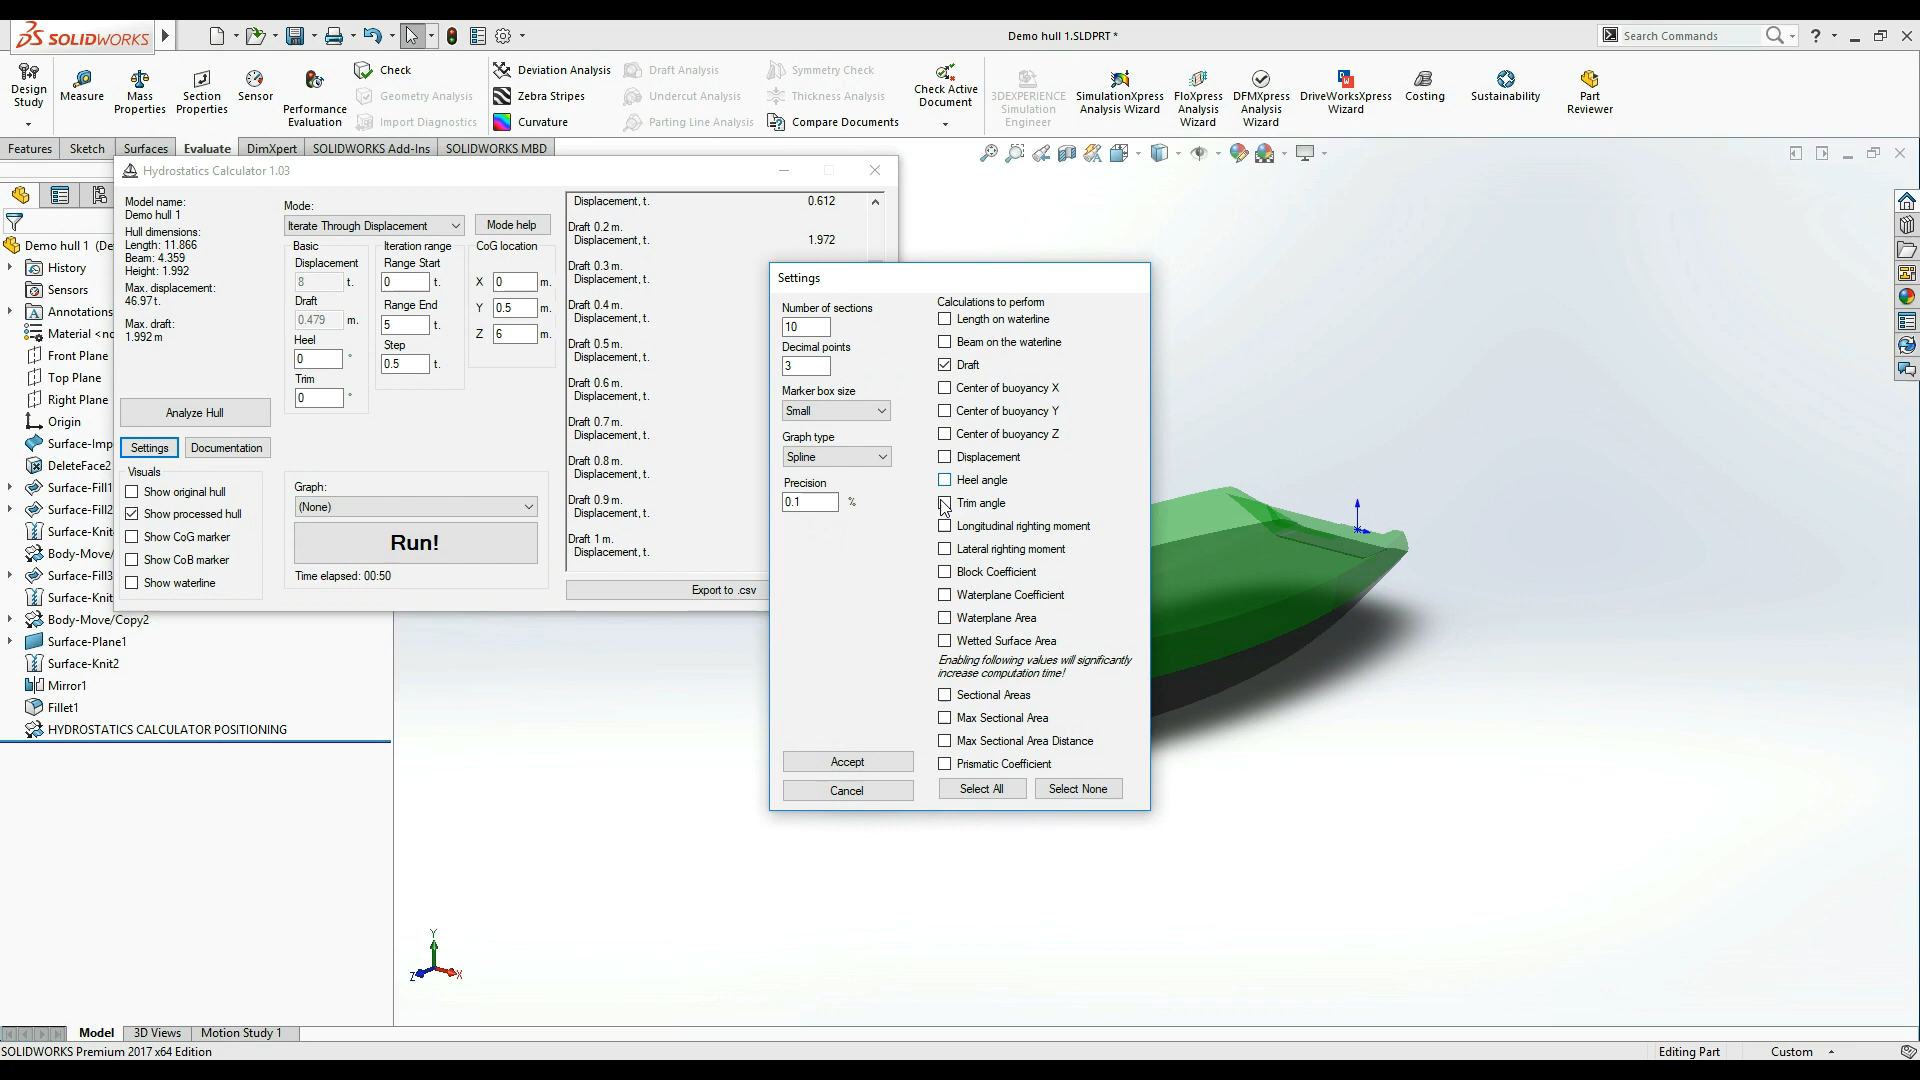 SOLIDWORKS
Demo hull 1.SLDPRT *
Search Commands
?
Design Study
Measure
Mass Properties
Section Properties
Sensor
Performance Evaluation
Check
Geometry Analysis
Import Diagnostics
Deviation Analysis
Zebra Stripes
Curvature
Draft Analysis
Undercut Analysis
Parting Line Analysis
Symmetry Check
Thickness Analysis
Compare Documents
Check Active Document
3DEXPERIENCE Simulation Engineer
SimulationXpress Analysis Wizard
FloXpress Analysis Wizard
DFMXpress Analysis Wizard
DriveWorksXpress Wizard
Costing
Sustainability
Part Reviewer
Features
Sketch
Surfaces
Evaluate
DimXpert
SOLIDWORKS Add-Ins
SOLIDWORKS MBD
Demo hull 1 (De
History
Sensors
Annotations
Material <no
Front Plane
Top Plane
Right Plane
Origin
Surface-Imp
DeleteFace2
Surface-Fill1
Surface-Fill2
Surface-Knit
Body-Move/
Surface-Fill3
Surface-Knit
Body-Move/Copy2
Surface-Plane1
Surface-Knit2
Mirror1
Fillet1
HYDROSTATICS CALCULATOR POSITIONING
Hydrostatics Calculator 1.03
Model name:
Demo hull 1
Hull dimensions:
Length: 11.866
Beam: 4.359
Height: 1.992
Max. displacement:
46.97 t.
Max. draft:
1.992 m
Analyze Hull
Settings
Documentation
Visuals
Show original hull
Show processed hull
Show CoG marker
Show CoB marker
Show waterline
Mode:
Iterate Through Displacement
Mode help
Basic
Displacement
8 t.
Draft
0.479 m.
Heel
0 °
Trim
0 °
Iteration range
Range Start
0 t.
Range End
5 t.
Step
0.5 t.
CoG location
X 0 m.
Y 0.5 m.
Z 6 m.
Graph:
(None)
Run!
Time elapsed: 00:50
Displacement, t. 0.612
Draft 0.2 m.
Displacement, t. 1.972
Draft 0.3 m.
Displacement, t.
Draft 0.4 m.
Displacement, t.
Draft 0.5 m.
Displacement, t.
Draft 0.6 m.
Displacement, t.
Draft 0.7 m.
Displacement, t.
Draft 0.8 m.
Displacement, t.
Draft 0.9 m.
Displacement, t.
Draft 1 m.
Displacement, t.
Export to .csv
Settings
Number of sections
10
Decimal points
3
Marker box size
Small
Graph type
Spline
Precision
0.1 %
Accept
Cancel
Calculations to perform
Length on waterline
Beam on the waterline
Draft
Center of buoyancy X
Center of buoyancy Y
Center of buoyancy Z
Displacement
Heel angle
Trim angle
Longitudinal righting moment
Lateral righting moment
Block Coefficient
Waterplane Coefficient
Waterplane Area
Wetted Surface Area
Enabling following values will significantly
increase computation time!
Sectional Areas
Max Sectional Area
Max Sectional Area Distance
Prismatic Coefficient
Select All
Select None
Y
Z
X
Model
3D Views
Motion Study 1
SOLIDWORKS Premium 2017 x64 Edition
Editing Part
Custom